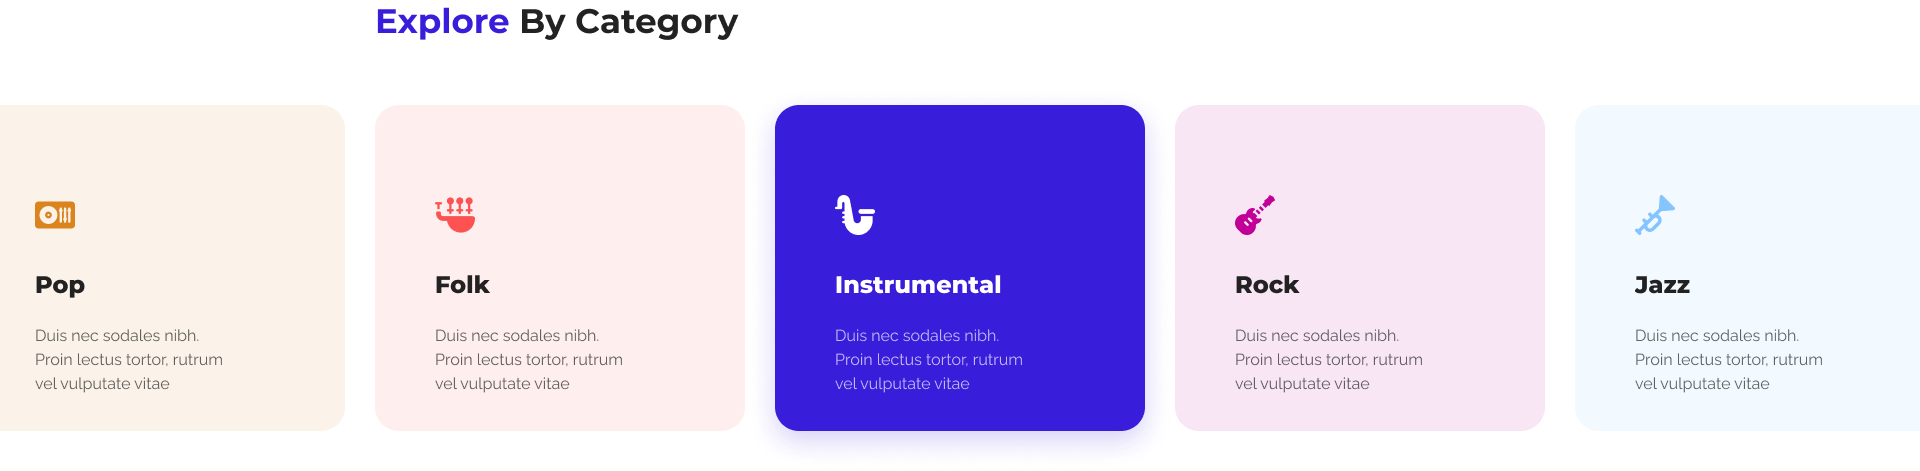 Explore By Category
Pop
Duis nec sodales nibh.
Proin lectus tortor, rutrum
vel vulputate vitae
Folk
Duis nec sodales nibh.
Proin lectus tortor, rutrum
vel vulputate vitae
Instrumental
Duis nec sodales nibh.
Proin lectus tortor, rutrum
vel vulputate vitae
Rock
Duis nec sodales nibh.
Proin lectus tortor, rutrum
vel vulputate vitae
Jazz
Duis nec sodales nibh.
Proin lectus tortor, rutrum
vel vulputate vitae